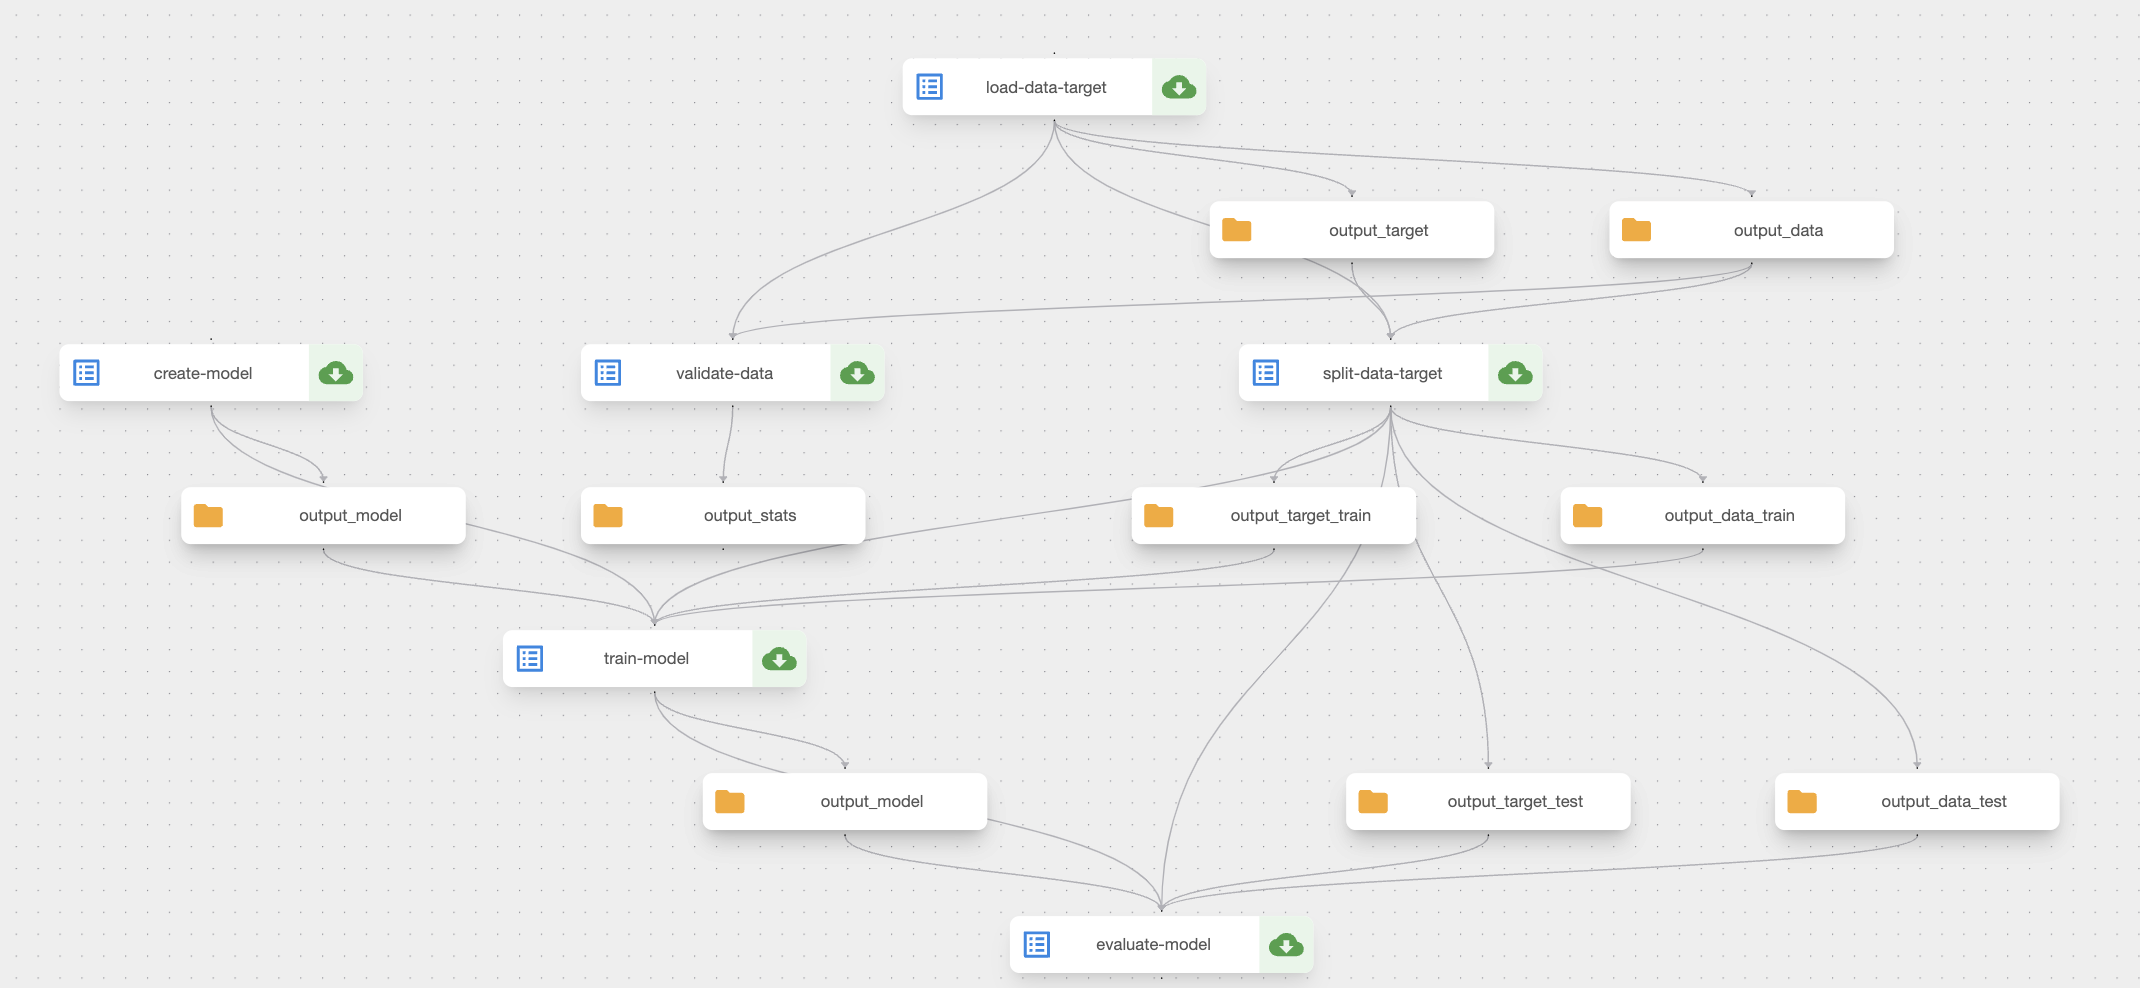 load-data-target
output_target
output_data
create-model
validate-data
split-data-target
output_model
output_stats
output_target_train
output_data_train
train-model
output_model
output_target_test
output_data_test
evaluate-model